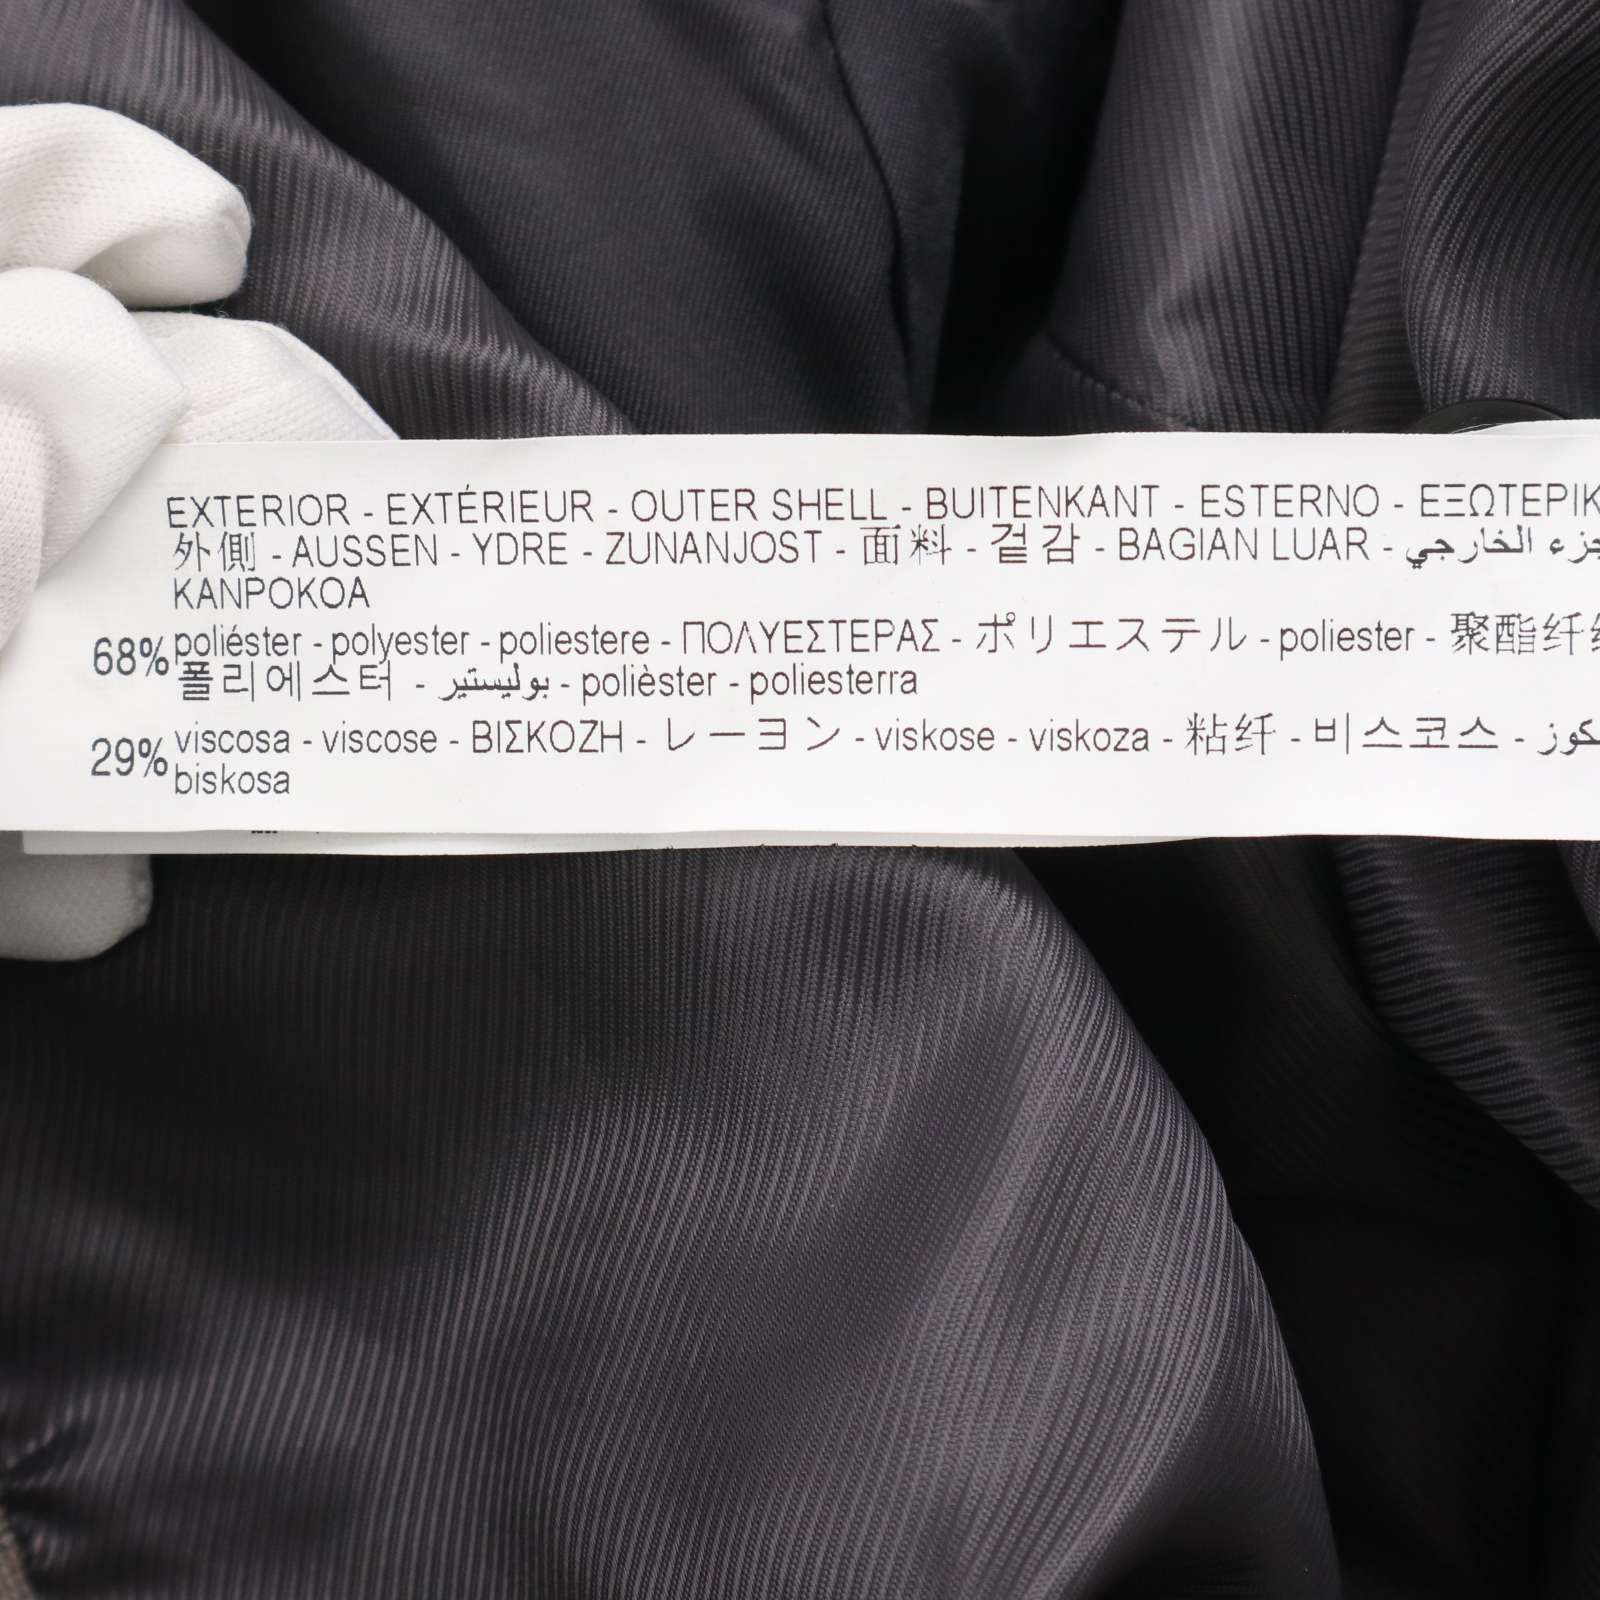 EXTERIOR - EXTÉRIEUR - OUTER SHELL - BUITENKANT - ESTERNO -
外側 - AUSSEN - YDRE - ZUNANJOST - 面料 - 겉감 - BAGIAN LUAR - الخارجي
KANPOKOA
68% poliéster - polyester - poliestere - ΠΟΛΥΕΣΤΕΡΑΣ - ポリエステル - poliester - 聚酯纤
폴리에스터 - بوليستير - polièster - poliesterra
29% viscosa - viscose - ΒΙΣΚΟΖΗ - レーヨン - viskose - viskoza - 粘纤 - 비스코스 -
biskosa